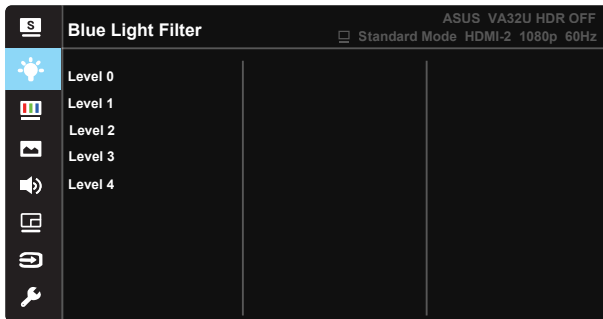 S
Blue Light Filter
ASUS VA32U HDR OFF
Standard Mode HDMI-2 1080p 60Hz
Level 0
Level 1
Level 2
Level 3
Level 4